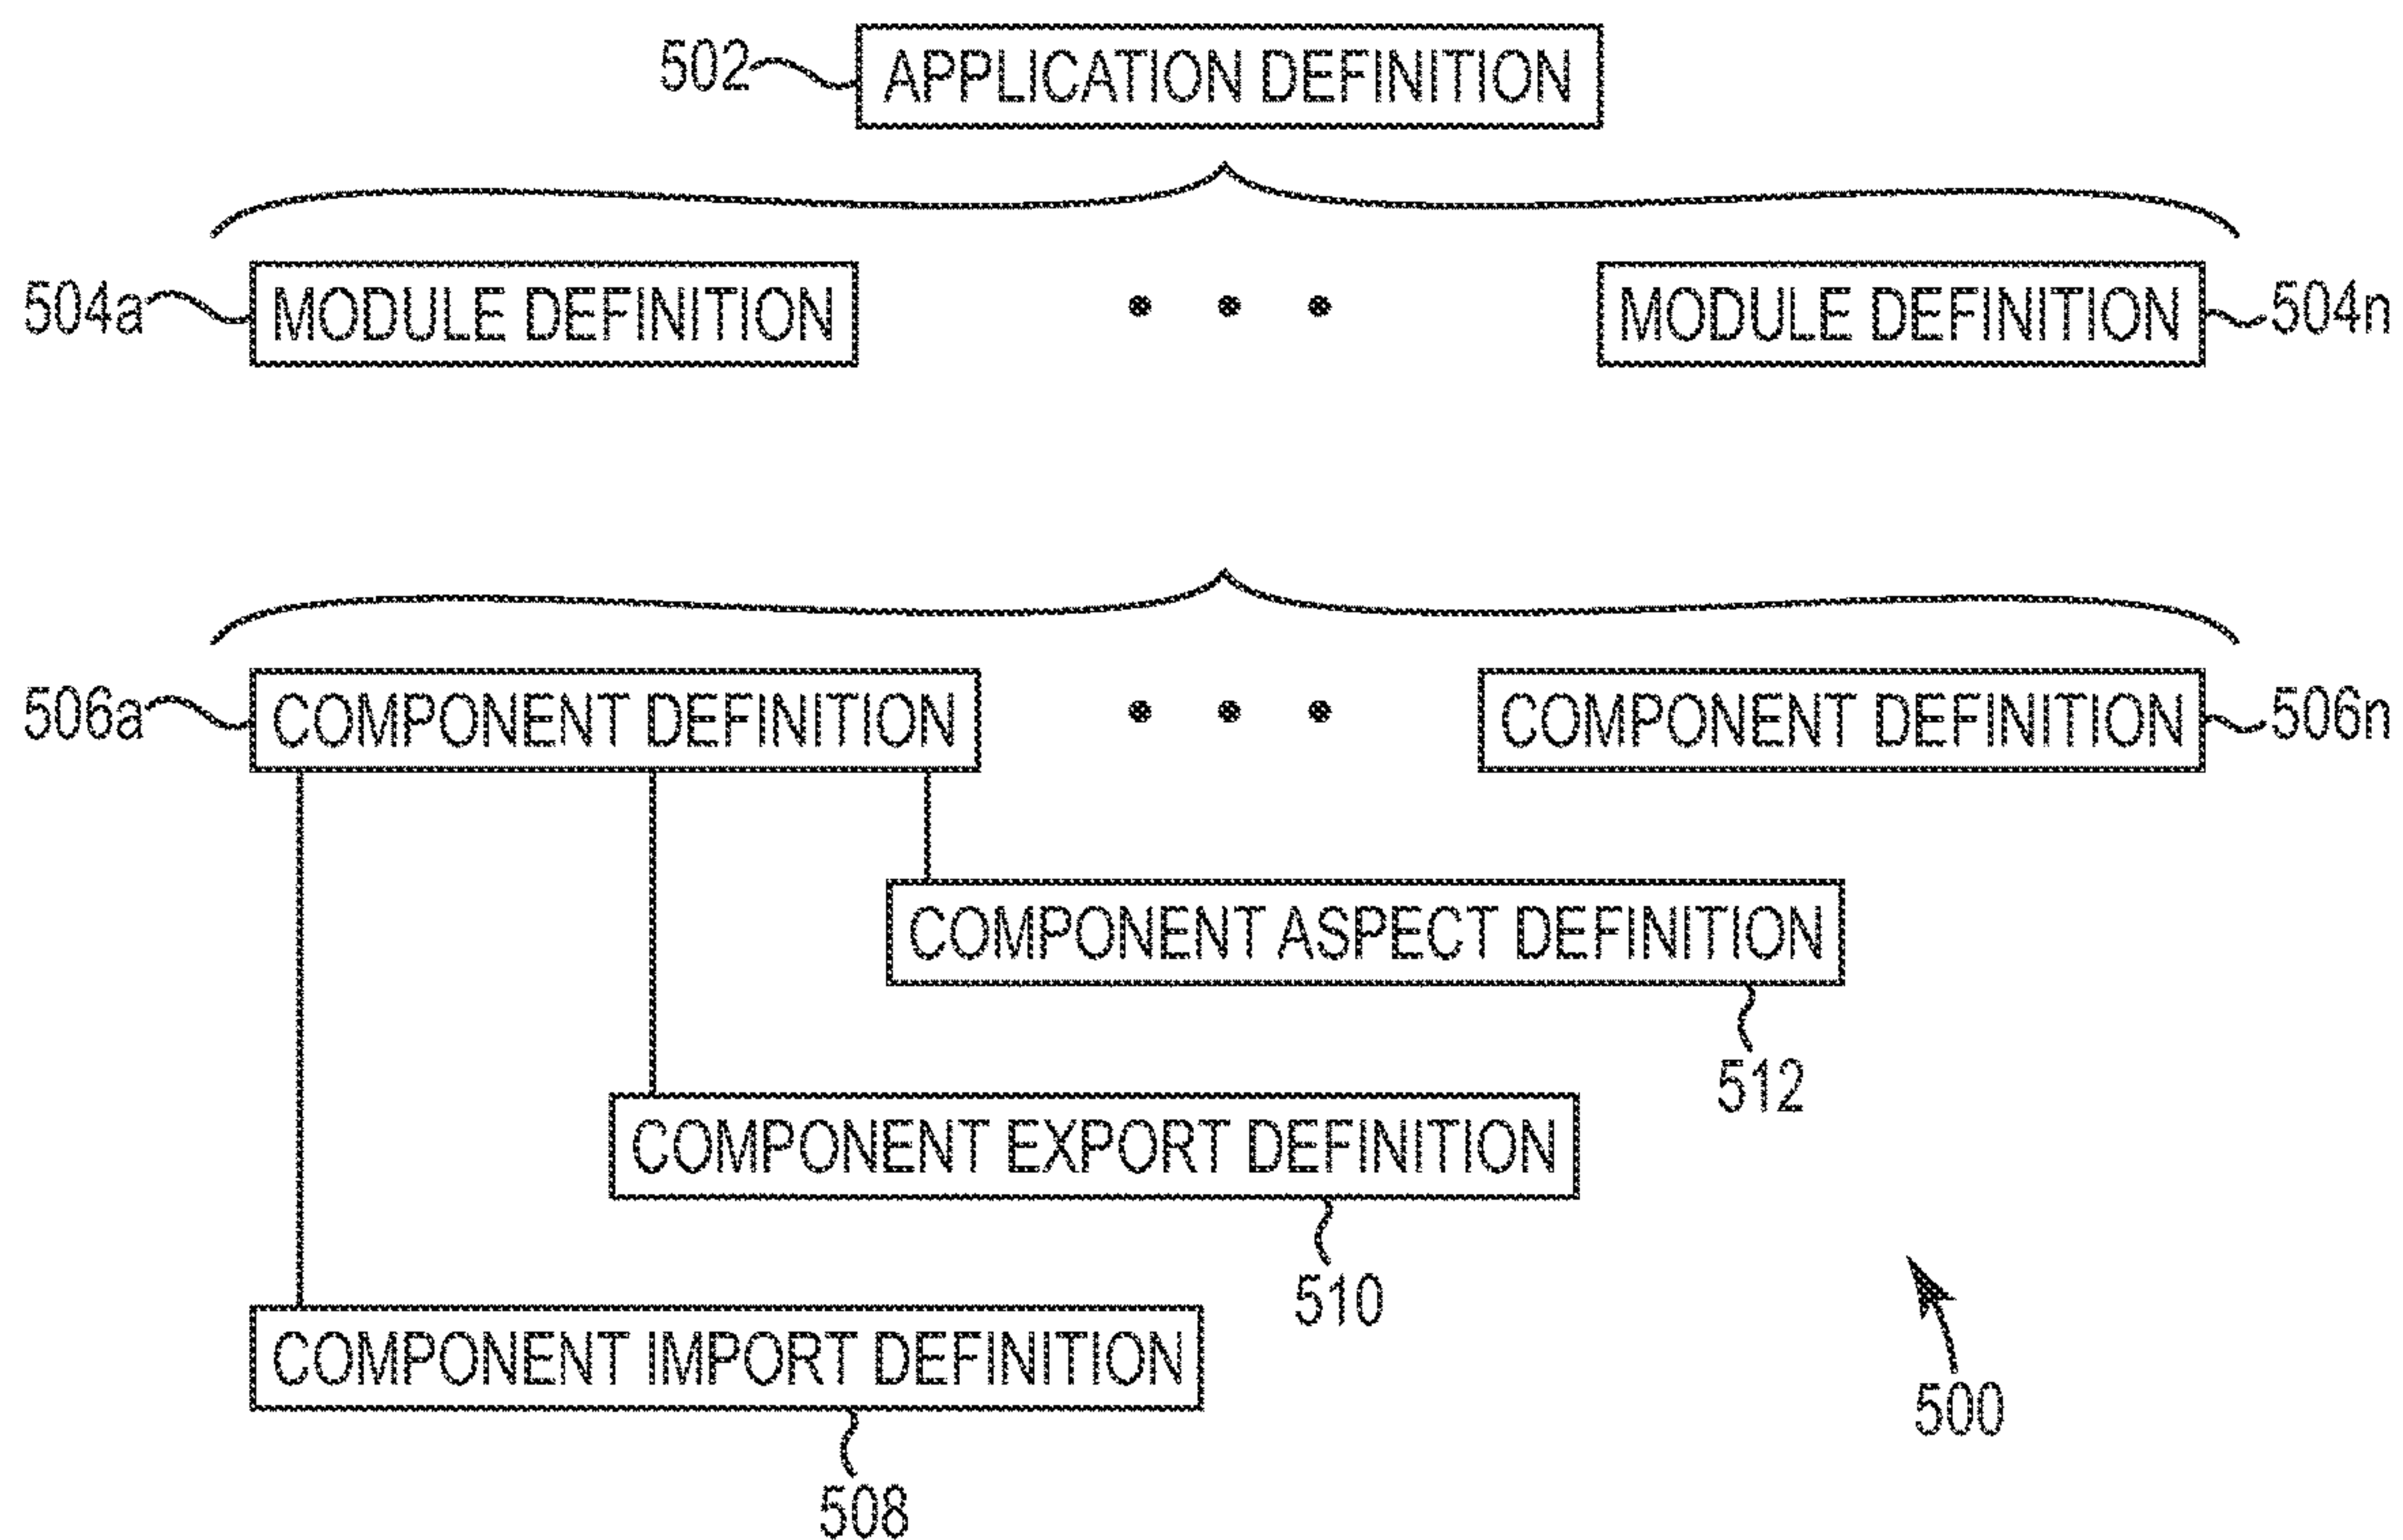 502 APPLICATION DEFINITION
504a MODULE DEFINITION • • • MODULE DEFINITION 504n
506a COMPONENT DEFINITION • • • COMPONENT DEFINITION 506n
COMPONENT ASPECT DEFINITION
512
COMPONENT EXPORT DEFINITION
510
COMPONENT IMPORT DEFINITION
500
508